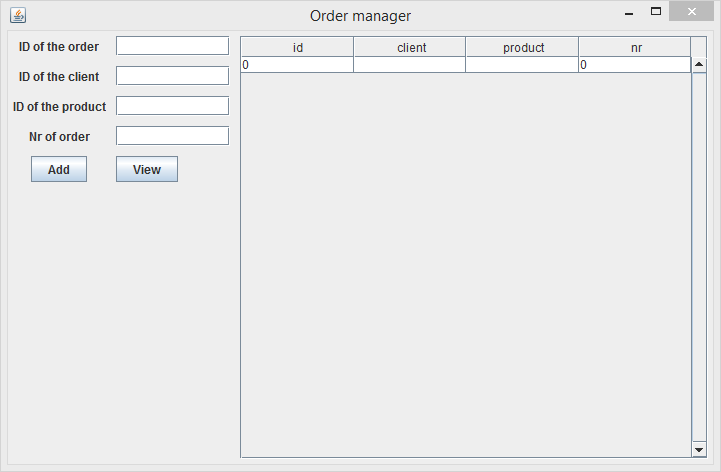 Order manager
ID of the order
ID of the client
ID of the product
Nr of order
Add View
id client product nr
0 0